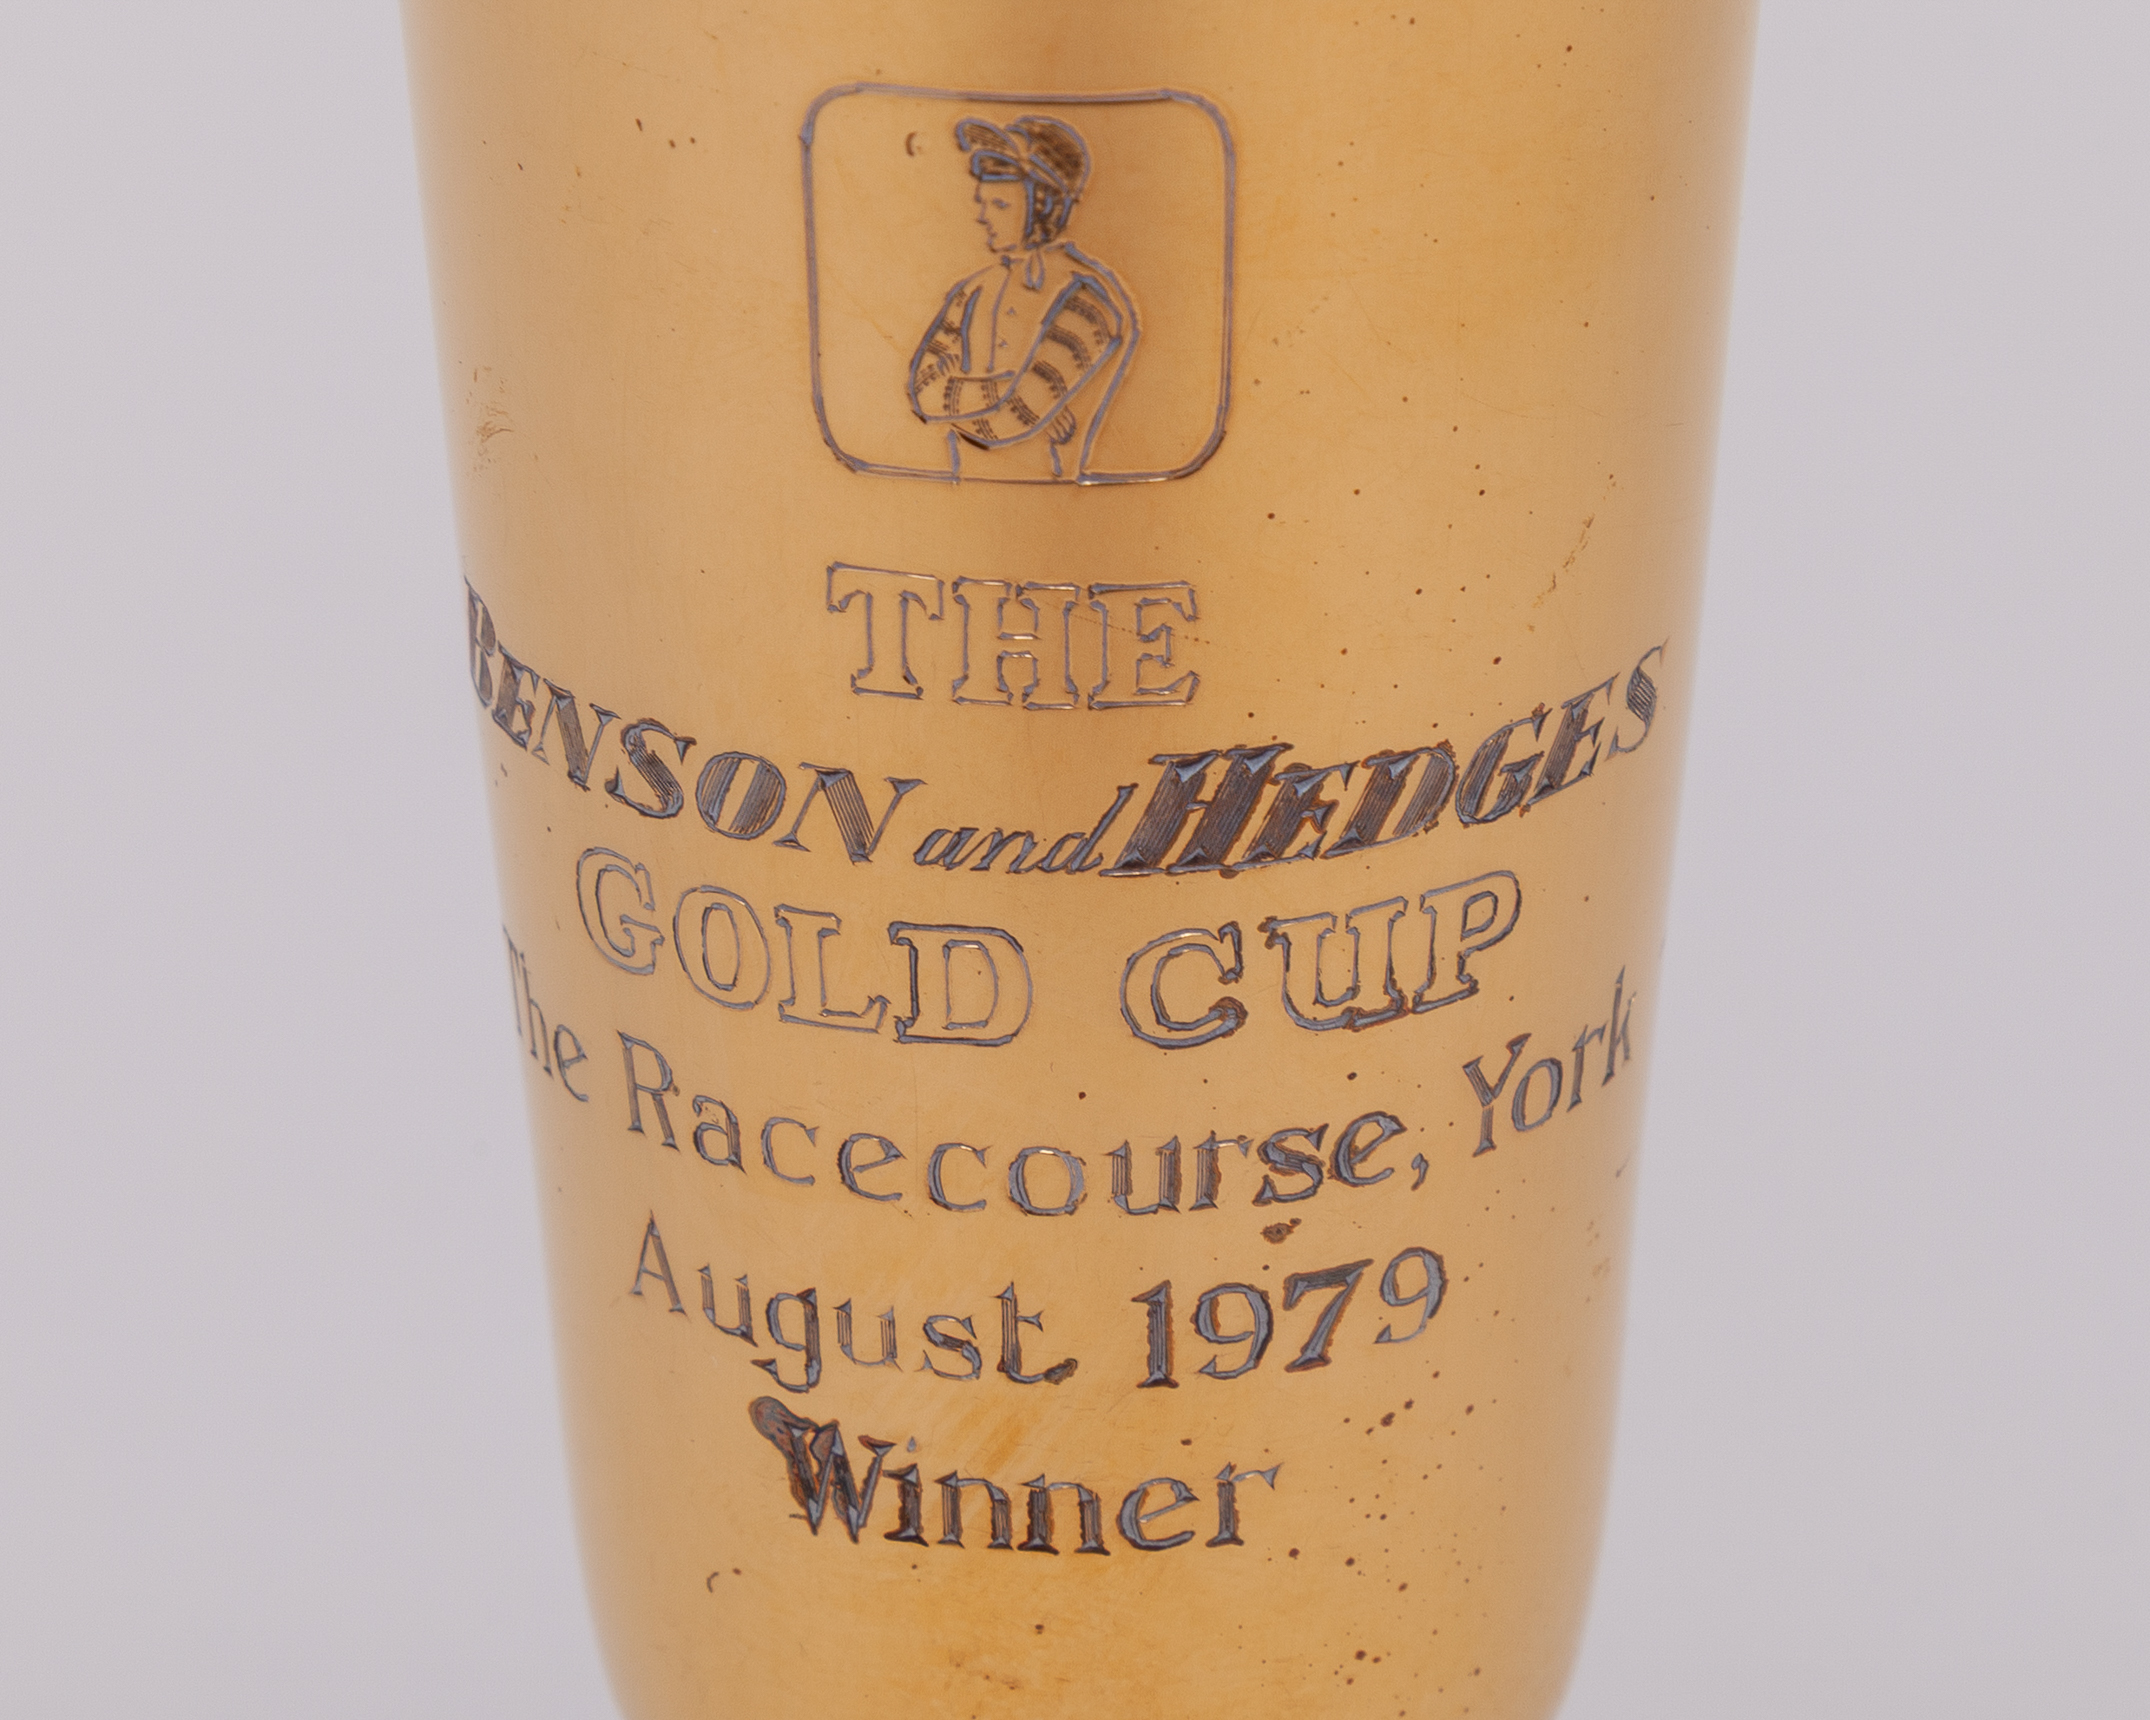 THE
BENSON and HEDGES
GOLD CUP
The Racecourse, York
August 1979
Winner